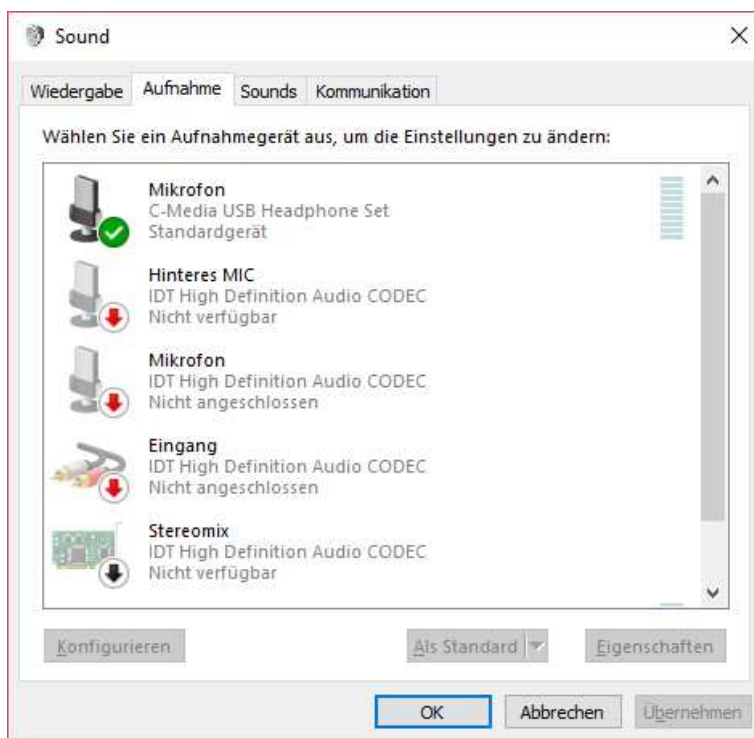 Sound
Wiedergabe Aufnahme Sounds Kommunikation
Wählen Sie ein Aufnahmegerät aus, um die Einstellungen zu ändern:
Mikrofon
C-Media USB Headphone Set
Standardgerät
Hinteres MIC
IDT High Definition Audio CODEC
Nicht verfügbar
Mikrofon
IDT High Definition Audio CODEC
Nicht angeschlossen
Eingang
IDT High Definition Audio CODEC
Nicht angeschlossen
Stereomix
IDT High Definition Audio CODEC
Nicht verfügbar
Konfigurieren Als Standard Eigenschaften
OK Abbrechen Übernehmen